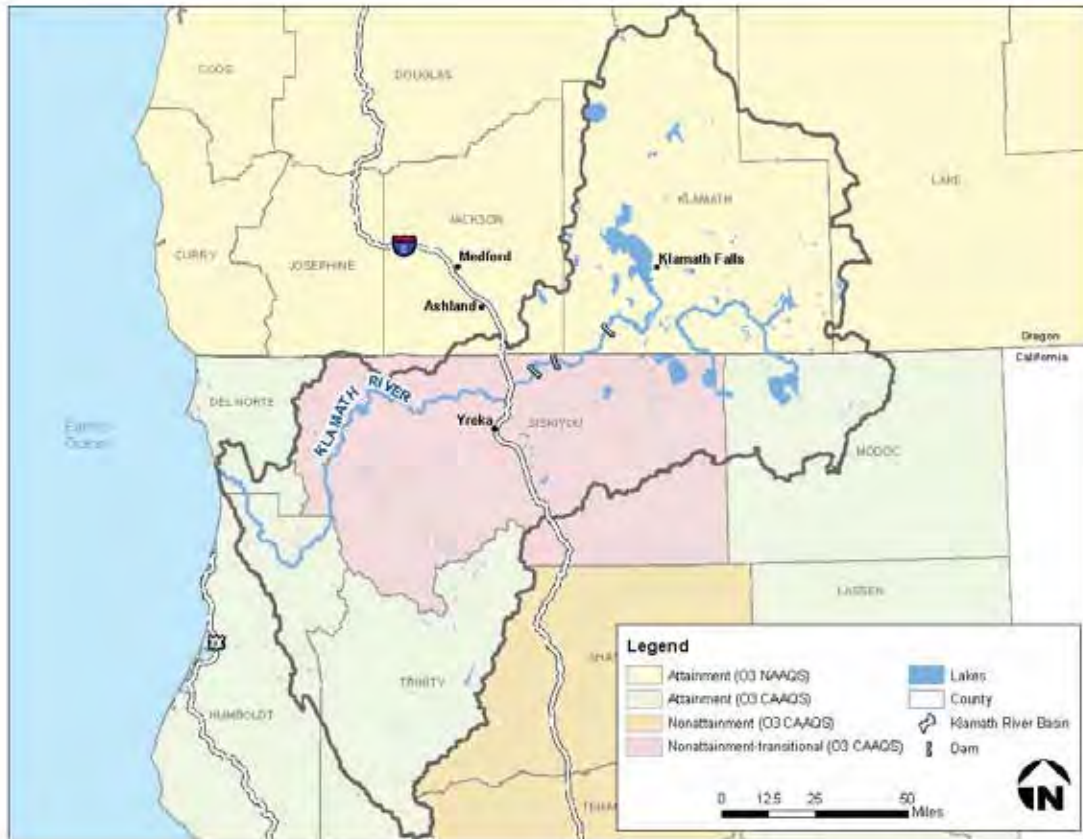 COOS
DOUGLAS
LAKE
KLAMATH
JACKSON
CURRY
JOSEPHINE
Medford
Klamath Falls
Ashland
Oregon
California
DEL NORTE
KLAMATH RIVER
Yreka
SISKIYOU
MODOC
Ocean
LASSEN
TRINITY
HUMBOLDT
Legend
Attainment (O3 NAAQS)
Attainment (O3 CAAQS)
Nonattainment (O3 CAAQS)
Nonattainment-transitional (O3 CAAQS)
Lakes
County
Klamath River Basin
Dam
0 12.5 25 50
Miles
N